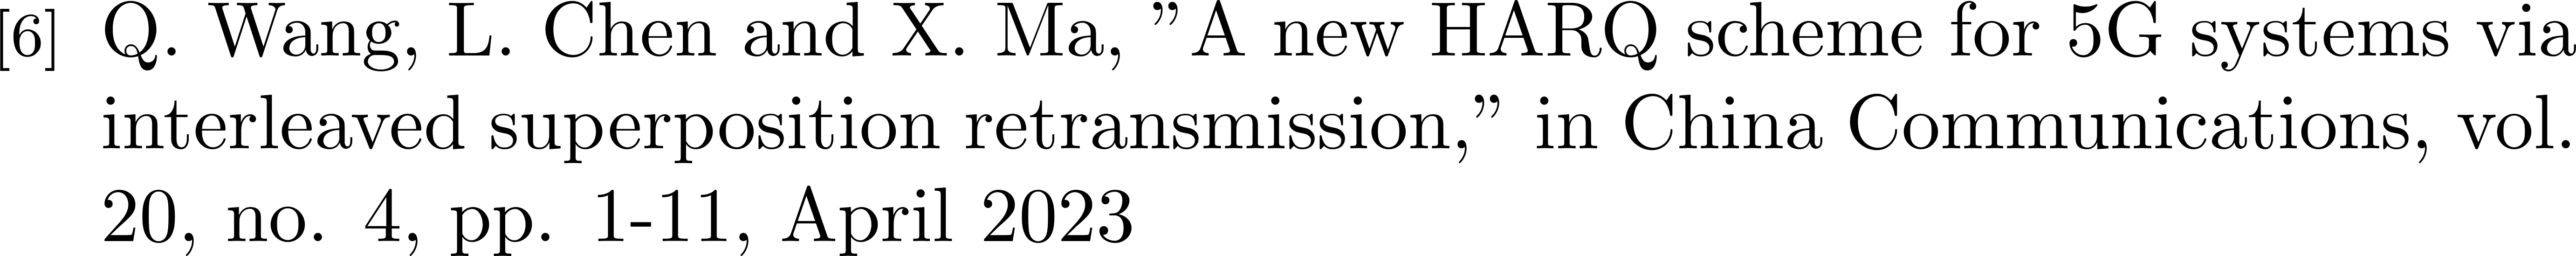 [6] Q. Wang, L. Chen and X. Ma, ”A new HARQ scheme for 5G systems via
interleaved superposition retransmission,” in China Communications, vol.
20, no. 4, pp. 1-11, April 2023